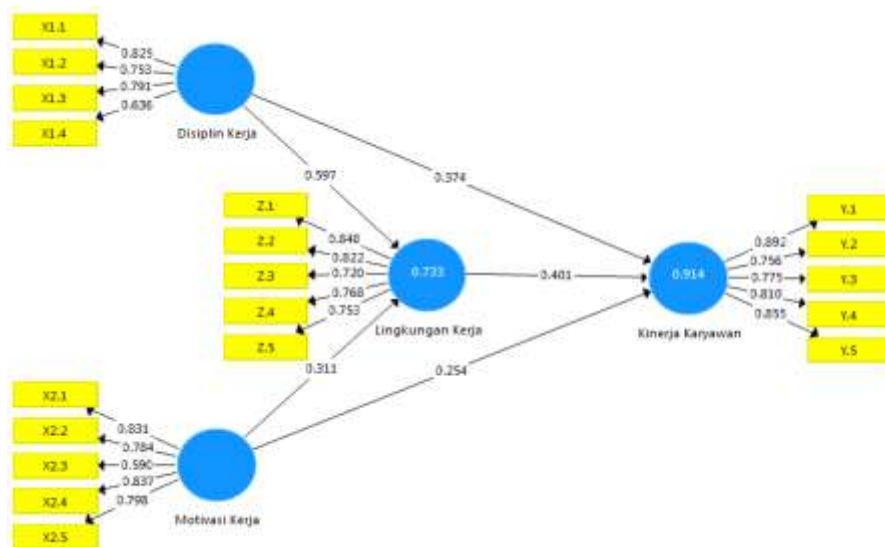 X1.1
X1.2
X1.3
X1.4
0.825
0.753
0.791
0.636
Disiplin Kerja
0.597
0.374
Z.1
Z.2
Z.3
Z.4
Z.5
0.840
0.822
0.720
0.768
0.753
0.733
Lingkungan Kerja
0.401
0.914
Kinerja Karyawan
0.892
0.756
0.775
0.810
0.855
Y.1
Y.2
Y.3
Y.4
Y.5
0.311
0.254
X2.1
X2.2
X2.3
X2.4
X2.5
0.831
0.784
0.590
0.837
0.798
Motivasi Kerja